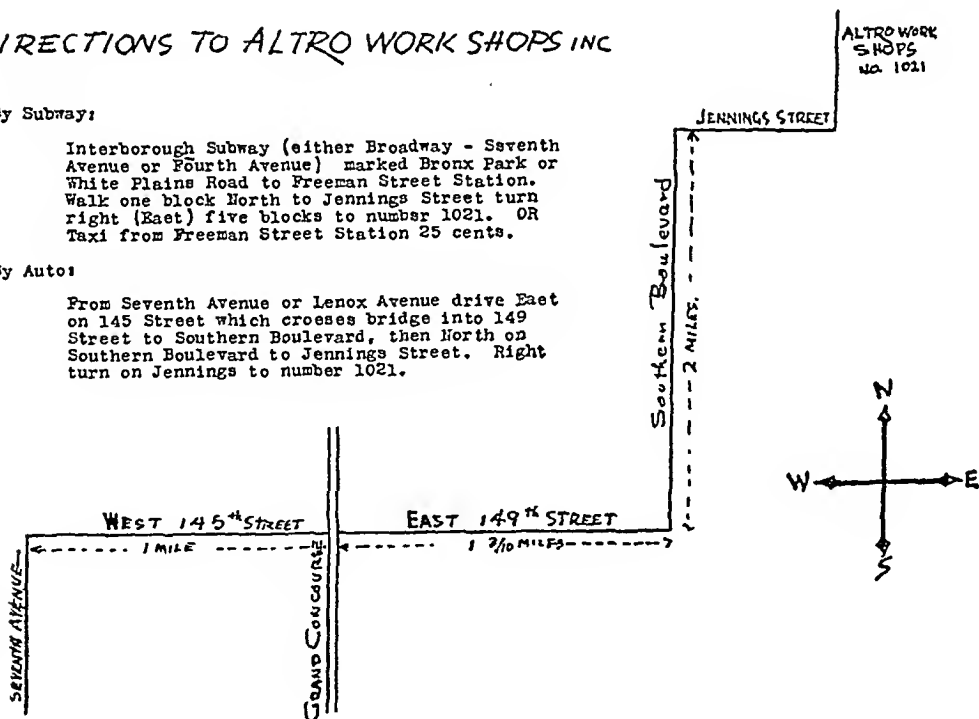 IRECTIONS TO ALTRO WORK SHOPS INC
ALTRO WORK
SHOPS
No. 1021
JENNINGS STREET
y Subway:
Interborough Subway (either Broadway - Seventh
Avenue or Fourth Avenue) marked Bronx Park or
White Plains Road to Freeman Street Station.
Walk one block North to Jennings Street turn
right (East) five blocks to number 1021. OR
Taxi from Freeman Street Station 25 cents.
y Auto:
From Seventh Avenue or Lenox Avenue drive East
on 145 Street which croeses bridge into 149
Street to Southern Boulevard, then North on
Southern Boulevard to Jennings Street. Right
turn on Jennings to number 1021.
Southern Boulevard
2 MILES.
N
W
E
S
WEST 145th STREET
EAST 149th STREET
1 MILE
MILES
SEVENTH AVENUE
GRAND CONCOURSE